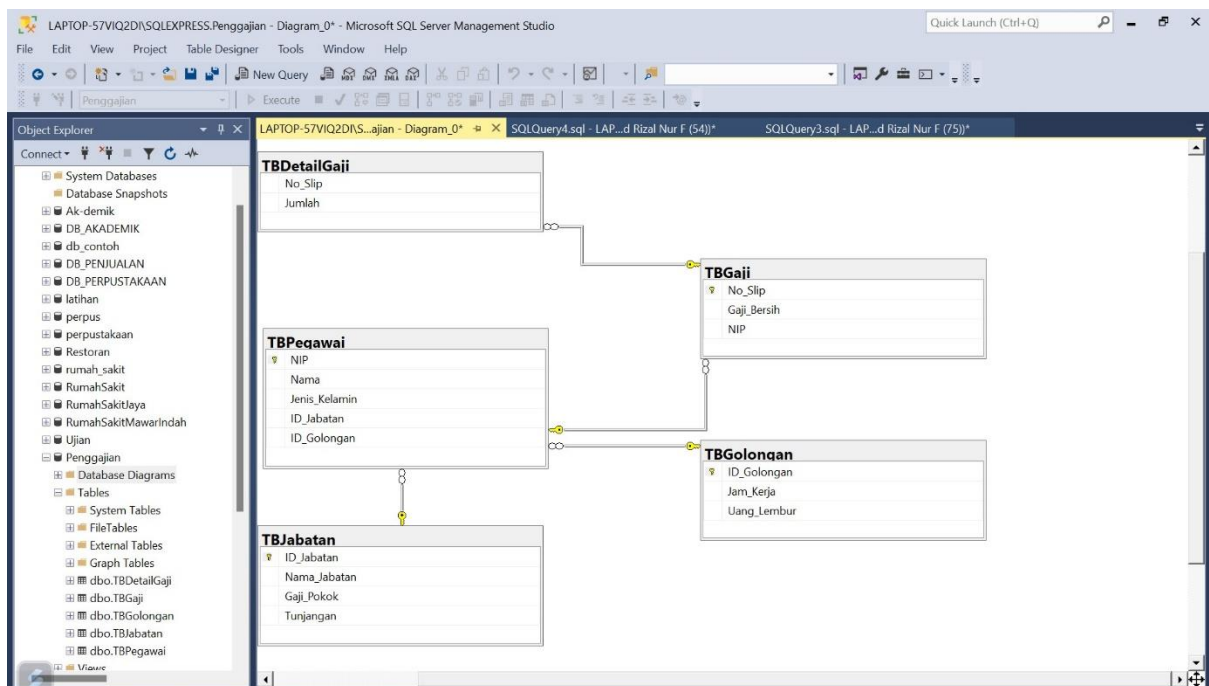 LAPTOP-57VIQ2DI\SQLEXPRESS.Penggajian - Diagram_0* - Microsoft SQL Server Management Studio
Quick Launch (Ctrl+Q)
File Edit View Project Table Designer Tools Window Help
New Query
Penggajian
Execute
Object Explorer
LAPTOP-57VIQ2DI\S...ajian - Diagram_0*
SQLQuery4.sql - LAP...d Rizal Nur F (54))*
SQLQuery3.sql - LAP...d Rizal Nur F (75))*
Connect
System Databases
Database Snapshots
Ak-demik
DB_AKADEMIK
db_contoh
DB_PENJUALAN
DB_PERPUSTAKAAN
latihan
perpus
perpustakaan
Restoran
rumah_sakit
RumahSakit
RumahSakitJaya
RumahSakitMawarIndah
Ujian
Penggajian
Database Diagrams
Tables
System Tables
FileTables
External Tables
Graph Tables
dbo.TBDetailGaji
dbo.TBGaji
dbo.TBGolongan
dbo.TBJabatan
dbo.TBPegawai
Views
TBDetailGaji
No_Slip
Jumlah
TBGaji
No_Slip
Gaji_Bersih
NIP
TBPegawai
NIP
Nama
Jenis_Kelamin
ID_Jabatan
ID_Golongan
TBGolongan
ID_Golongan
Jam_Kerja
Uang_Lembur
TBJabatan
ID_Jabatan
Nama_Jabatan
Gaji_Pokok
Tunjangan